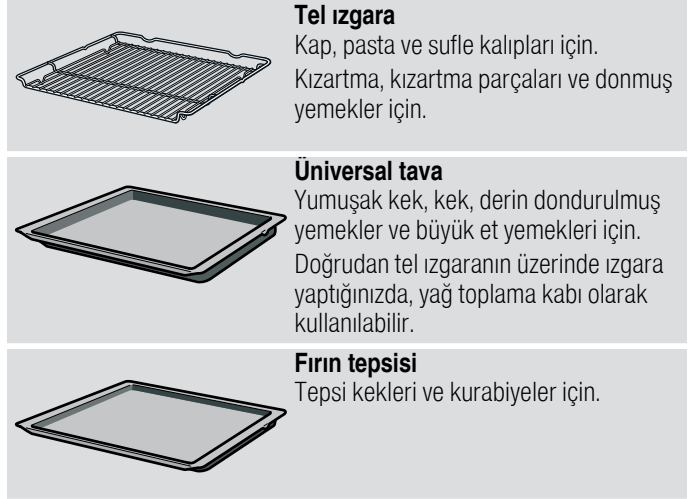 Tel ızgara
Kap, pasta ve sufle kalıpları için.
Kızartma, kızartma parçaları ve donmuş
yemekler için.
Üniversal tava
Yumuşak kek, kek, derin dondurulmuş
yemekler ve büyük et yemekleri için.
Doğrudan tel ızgaranın üzerinde ızgara
yaptığınızda, yağ toplama kabı olarak
kullanılabilir.
Fırın tepsisi
Tepsi kekleri ve kurabiyeler için.